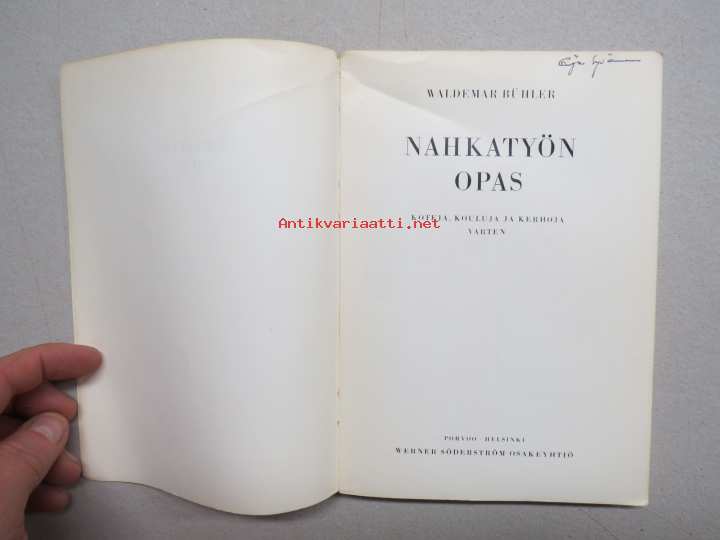 WALDEMAR BÜHLER
NAHKATYÖN
OPAS
KOTEJA, KOULUJA JA KERHOJA
VARTEN
Antikvariaatti.net
PORVOO · HELSINKI
WERNER SÖDERSTRÖM OSAKEYHTIÖ